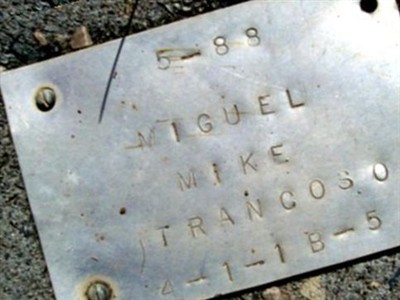 5-88
MIGUEL
MIKE
TRANCOSO
4-1-1B-5